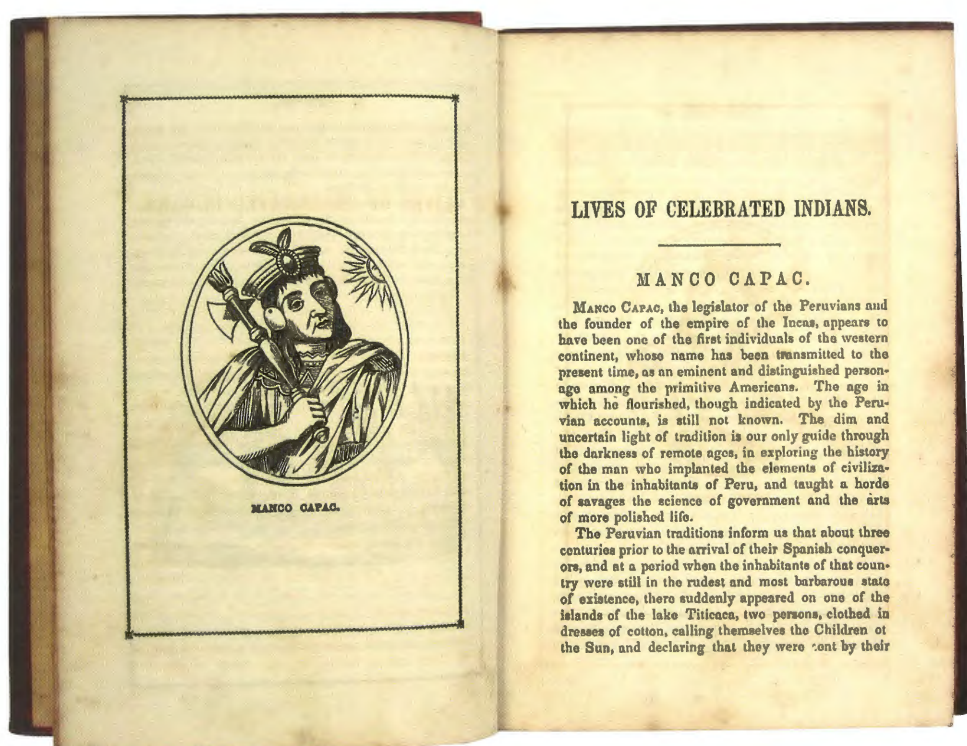 MANCO CAPAC.
LIVES OF CELEBRATED INDIANS.
MANCO CAPAC.
MANCO CAPAC, the legislator of the Peruvians and
the founder of the empire of the Incas, appears to
have been one of the first individuals of the western
continent, whose name has been transmitted to the
present time, as an eminent and distinguished person-
age among the primitive Americans. The age in
which he flourished, though indicated by the Peru-
vian accounts, is still not known. The dim and
uncertain light of tradition is our only guide through
the darkness of remote ages, in exploring the history
of the man who implanted the elements of civiliza-
tion in the inhabitants of Peru, and taught a horde
of savages the science of government and the arts
of more polished life.
The Peruvian traditions inform us that about three
centuries prior to the arrival of their Spanish conquer-
ors, and at a period when the inhabitants of that coun-
try were still in the rudest and most barbarous state
of existence, there suddenly appeared on one of the
islands of the lake Titicaca, two persons, clothed in
dresses of cotton, calling themselves the Children of
the Sun, and declaring that they were sent by their